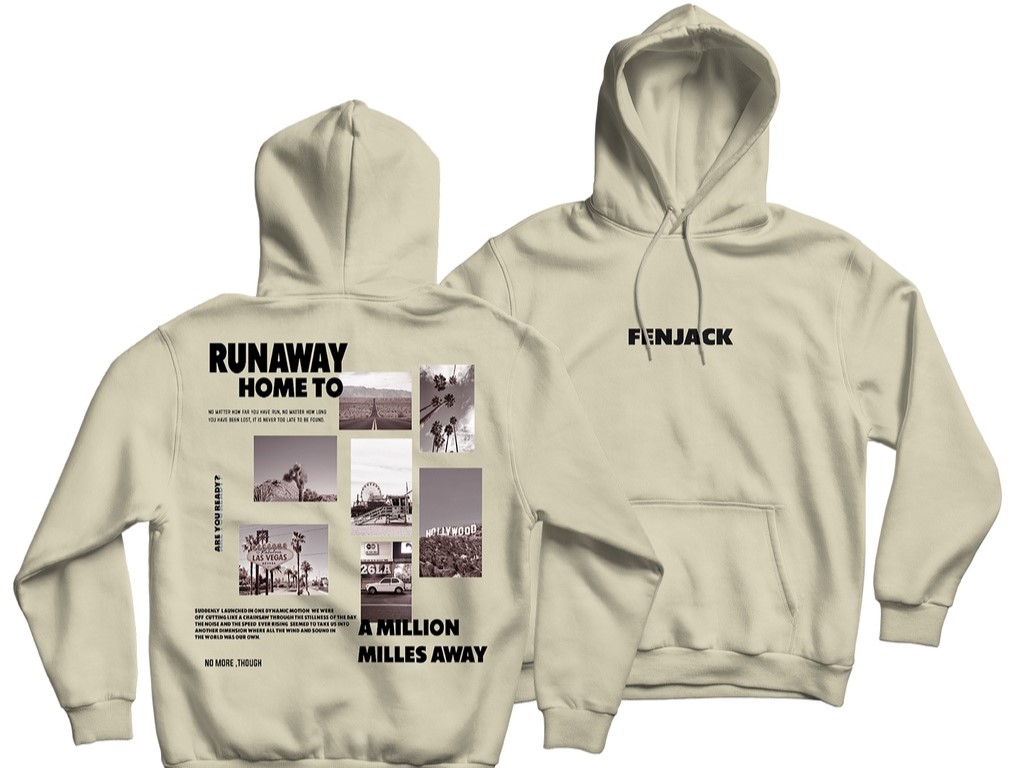 FENJACK
RUNAWAY
HOME TO
NO MATTER HOW FAR YOU HAVE RUN, NO MATTER HOW LONG
YOU HAVE BEEN LOST, IT IS NEVER TOO LATE TO BE FOUND.
ARE YOU READY?
HOLLYWOOD
WELCOME
LAS VEGAS
26LA
SUDDENLY LAUNCHED IN ONE DYNAMIC MOTION WE WERE
OFF CUTTING LIKE A CHAINSAW THROUGH THE STILLNESS OF THE DAY.
THE NOISE AND THE SPEED EVER RISING SEEMED TO TAKE US INTO
ANOTHER DIMENSION WHERE ALL THE WIND AND SOUND IN
THE WORLD WAS OUR OWN.
A MILLION
MILLES AWAY
NO MORE ,THOUGH